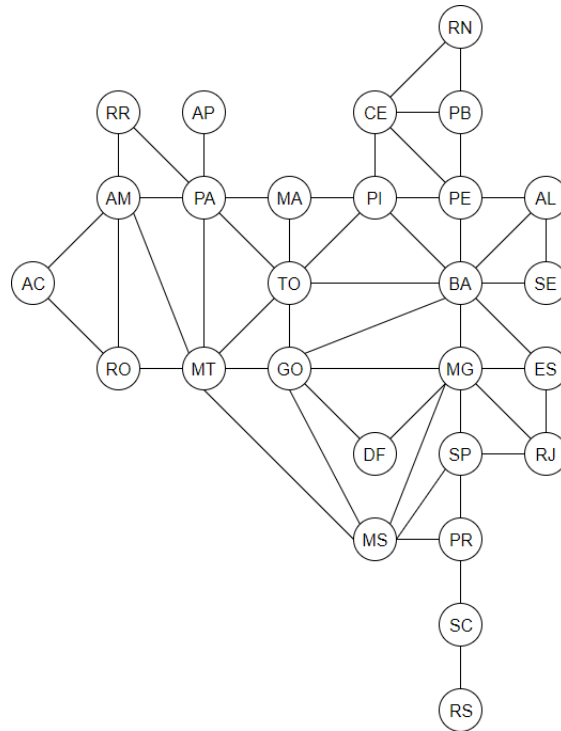 RN
RR AP CE PB
AM PA MA PI PE AL
AC TO BA SE
RO MT GO MG ES
DF SP RJ
MS PR
SC
RS